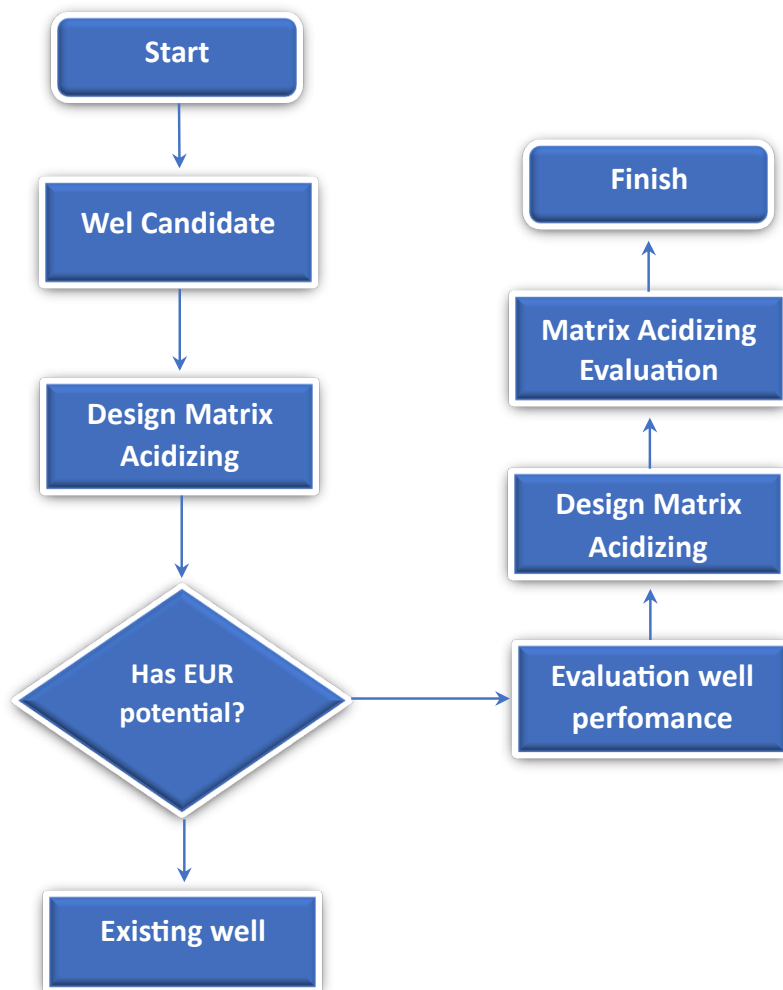 Start
Wel Candidate
Design Matrix
Acidizing
Has EUR
potential?
Existing well
Evaluation well
perfomance
Design Matrix
Acidizing
Matrix Acidizing
Evaluation
Finish